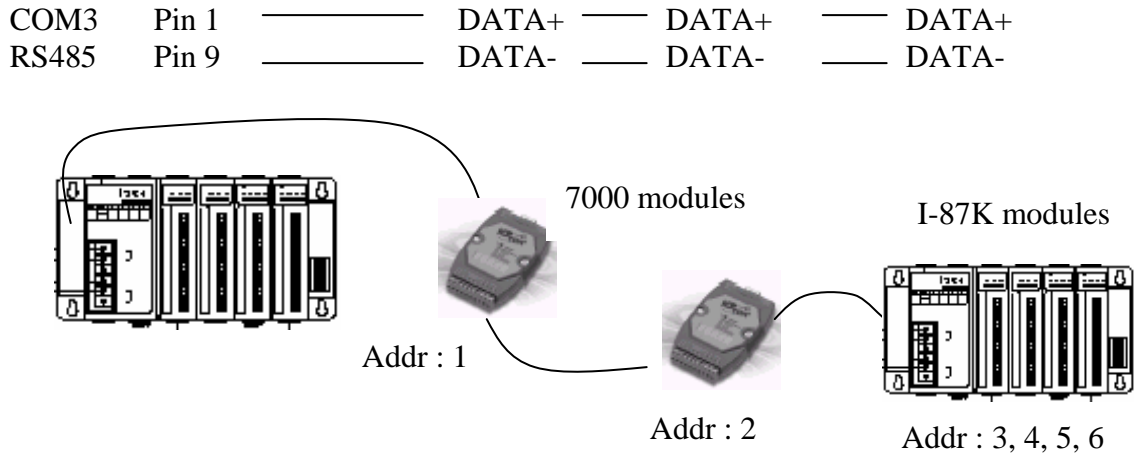 COM3 Pin 1 DATA+ DATA+ DATA+
RS485 Pin 9 DATA- DATA- DATA-
7000 modules
I-87K modules
Addr : 1
Addr : 2
Addr : 3, 4, 5, 6